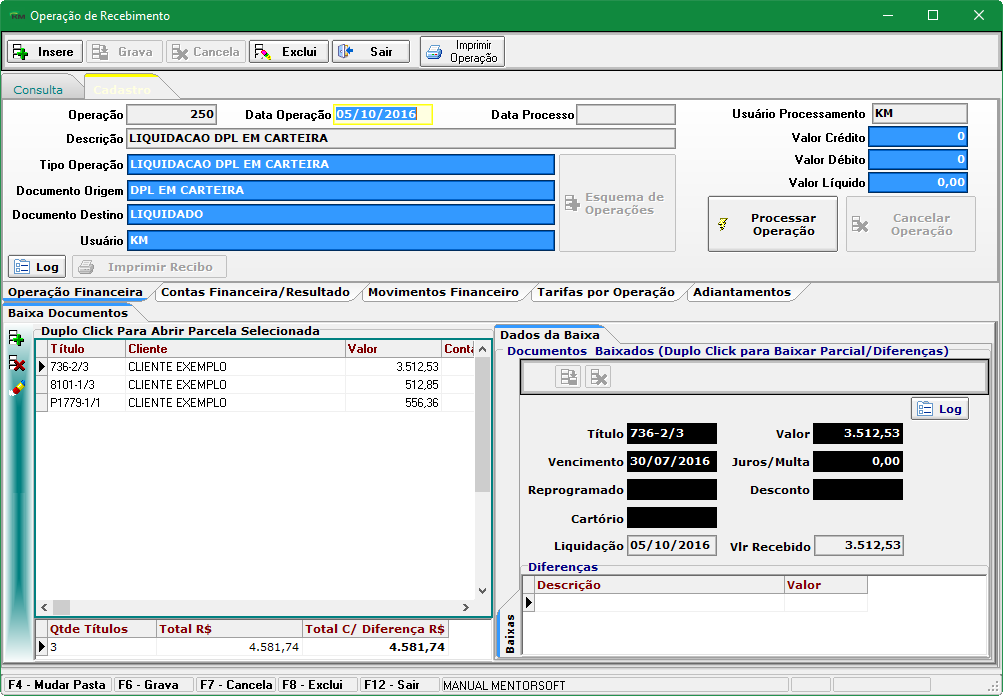 KM Operação de Recebimento
Insere Grava Cancela Exclui Sair Imprimir Operação
Consulta Cadastro
Operação 250 Data Operação 05/10/2016 Data Processo Usuário Processamento KM
Descrição LIQUIDACAO DPL EM CARTEIRA Valor Crédito 0
Tipo Operação LIQUIDACAO DPL EM CARTEIRA Valor Débito 0
Documento Origem DPL EM CARTEIRA Esquema de Operações Valor Líquido 0,00
Documento Destino LIQUIDADO Processar Operação Cancelar Operação
Usuário KM
Log Imprimir Recibo
Operação Financeira Contas Financeira/Resultado Movimentos Financeiro Tarifas por Operação Adiantamentos
Baixa Documentos
Duplo Click Para Abrir Parcela Selecionada
Título Cliente Valor Conta
736-2/3 CLIENTE EXEMPLO 3.512,53
8101-1/3 CLIENTE EXEMPLO 512,85
P1779-1/1 CLIENTE EXEMPLO 556,36
Qtde Títulos Total R$ Total C/ Diferença R$
3 4.581,74 4.581,74
Dados da Baixa
Documentos Baixados (Duplo Click para Baixar Parcial/Diferenças)
Log
Título 736-2/3 Valor 3.512,53
Vencimento 30/07/2016 Juros/Multa 0,00
Reprogramado Desconto
Cartório
Liquidação 05/10/2016 Vlr Recebido 3.512,53
Diferenças
Descrição Valor
Baixas
F4 - Mudar Pasta F6 - Grava F7 - Cancela F8 - Exclui F12 - Sair MANUAL MENTORSOFT